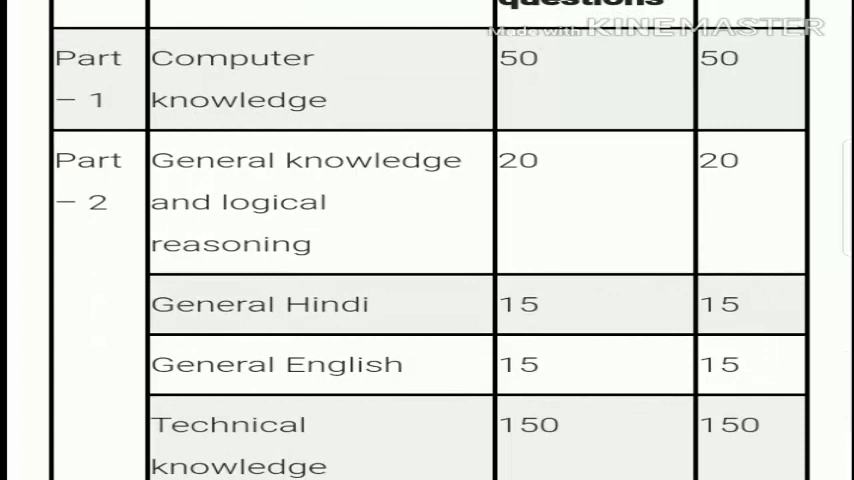 questions
Made with KINEMASTER
Part Computer 50 50
– 1 knowledge
Part General knowledge 20 20
– 2 and logical
reasoning
General Hindi 15 15
General English 15 15
Technical 150 150
knowledge